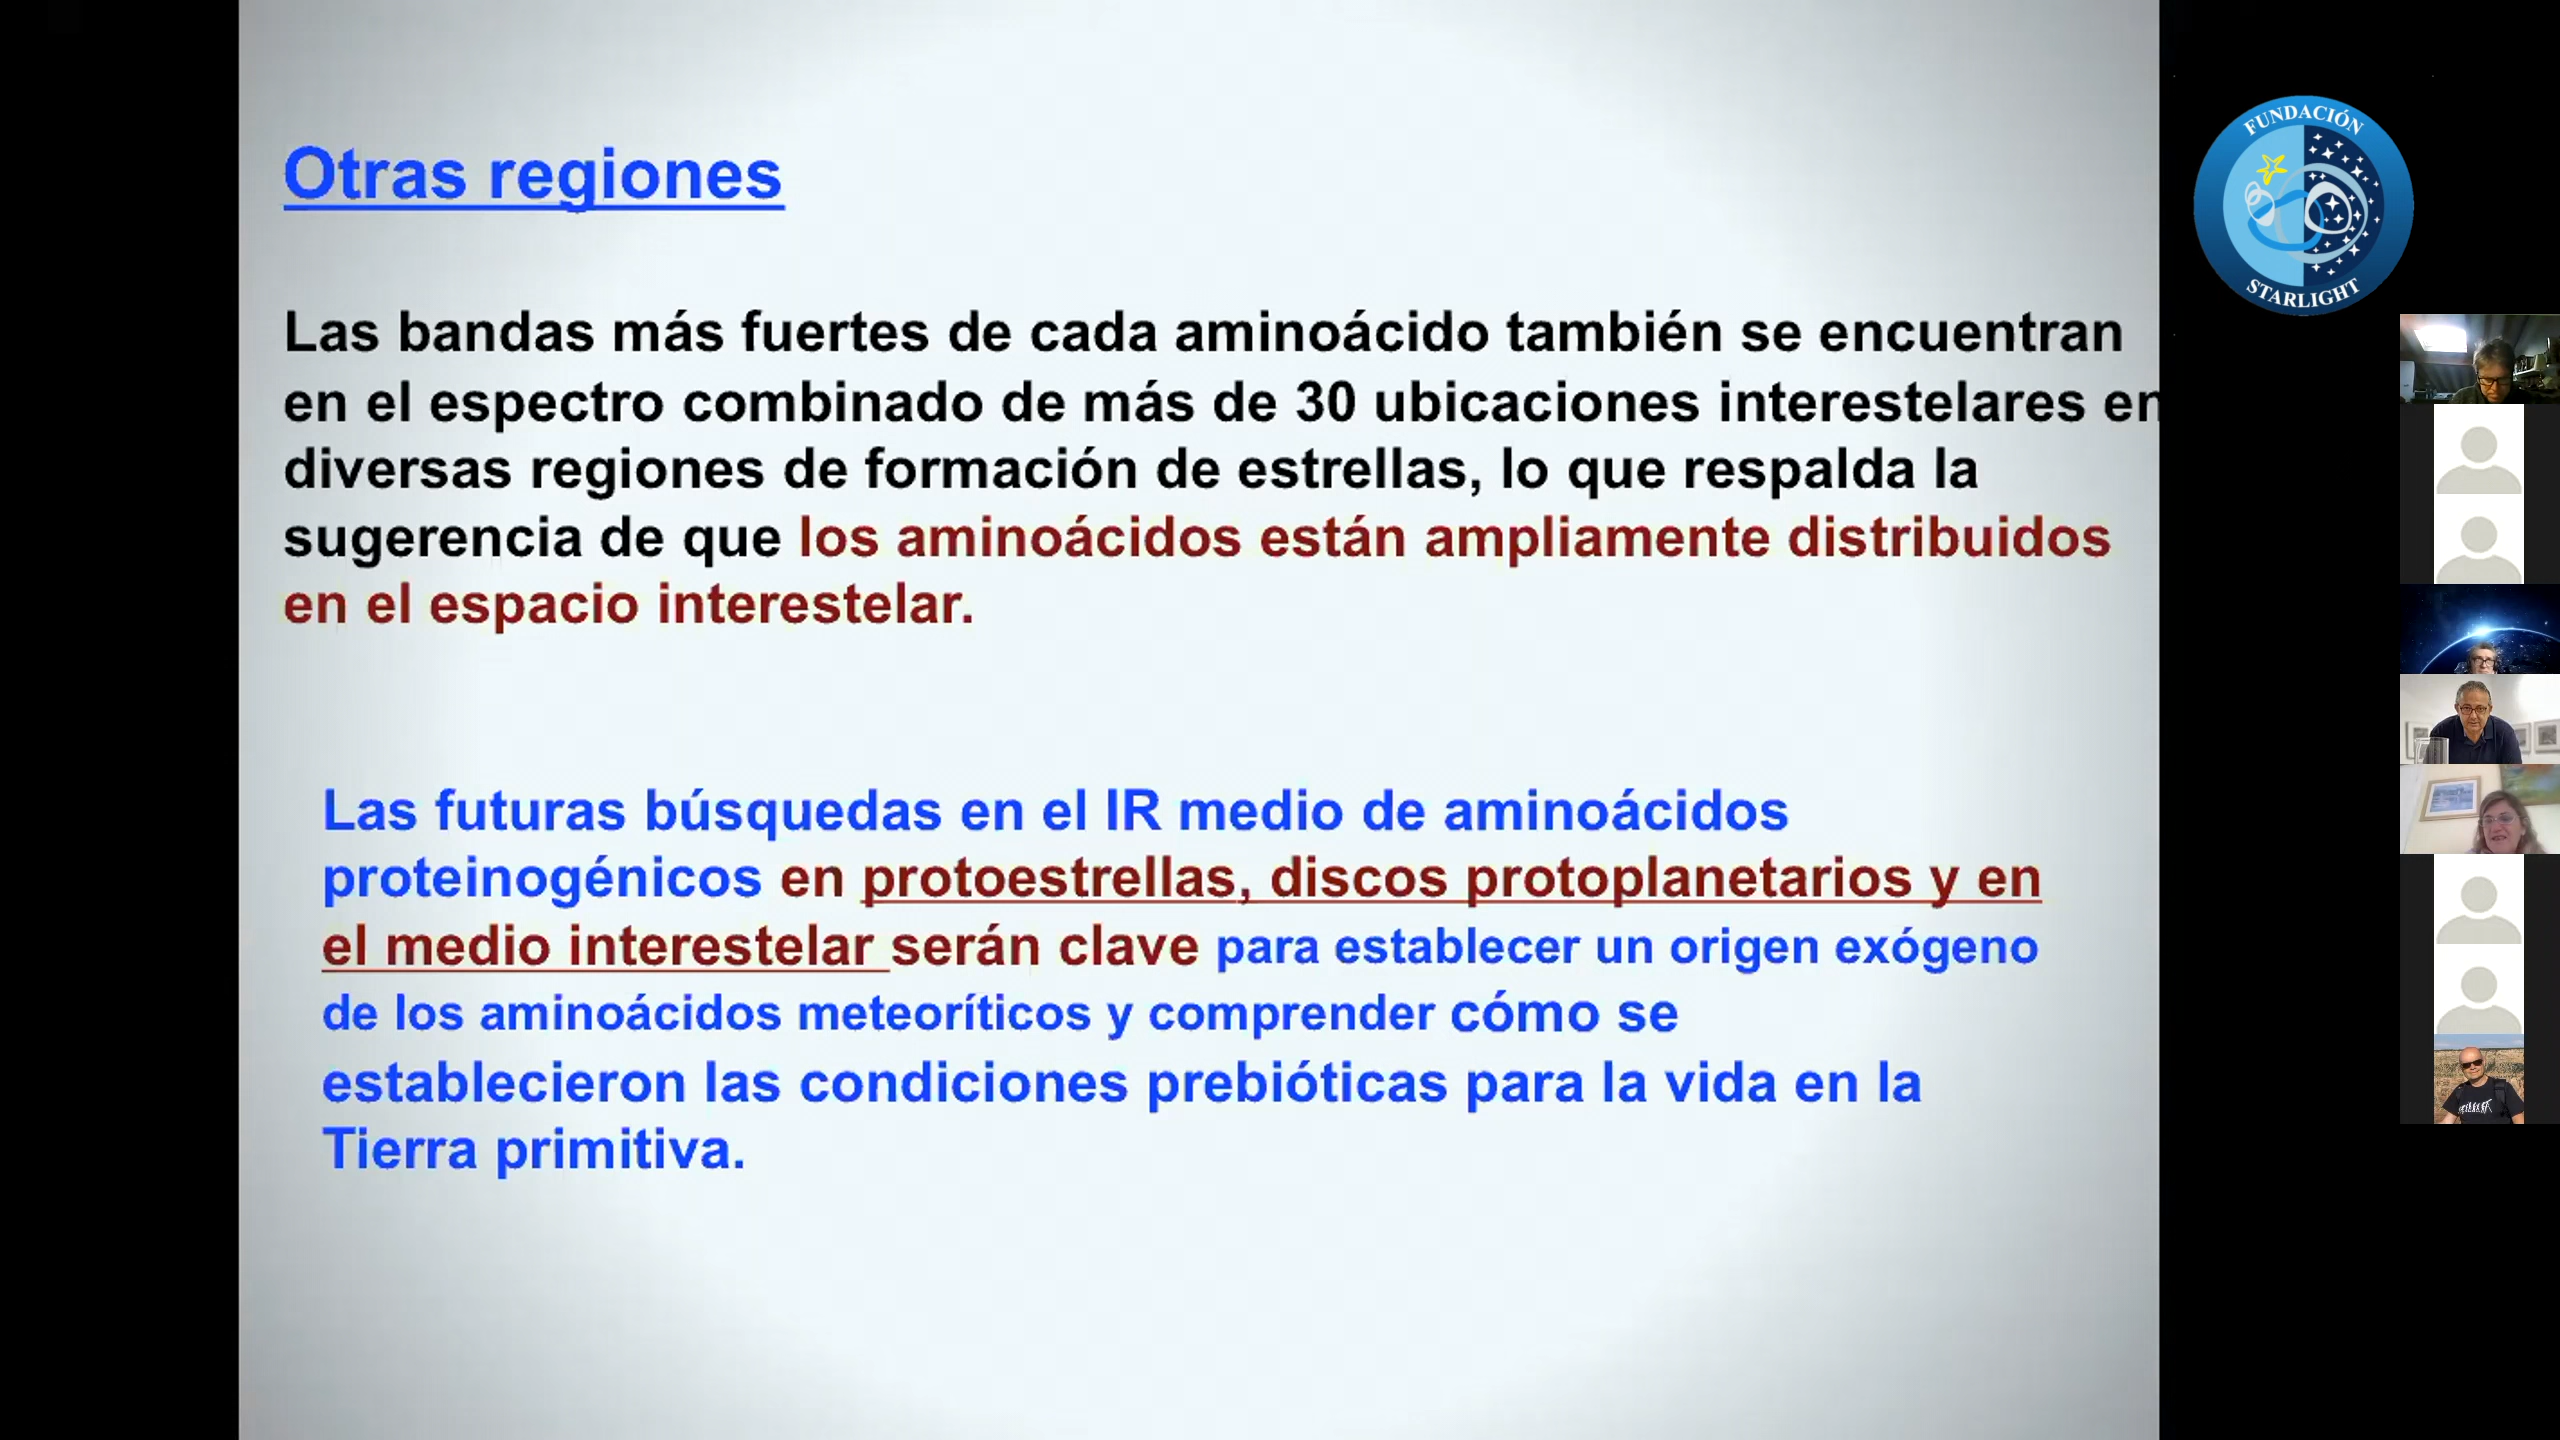 Otras regiones
Las bandas más fuertes de cada aminoácido también se encuentran
en el espectro combinado de más de 30 ubicaciones interestelares en
diversas regiones de formación de estrellas, lo que respalda la
sugerencia de que los aminoácidos están ampliamente distribuidos
en el espacio interestelar.
Las futuras búsquedas en el IR medio de aminoácidos
proteinogénicos en protoestrellas, discos protoplanetarios y en
el medio interestelar serán clave para establecer un origen exógeno
de los aminoácidos meteoríticos y comprender cómo se
establecieron las condiciones prebióticas para la vida en la
Tierra primitiva.
FUNDACIÓN
STARLIGHT